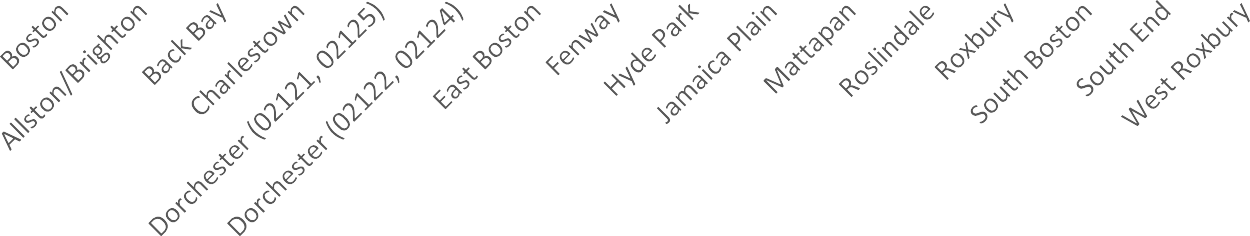 Boston
Allston/Brighton
Back Bay
Charlestown
Dorchester (02121, 02125)
Dorchester (02122, 02124)
East Boston
Fenway
Hyde Park
Jamaica Plain
Mattapan
Roslindale
Roxbury
South Boston
South End
West Roxbury